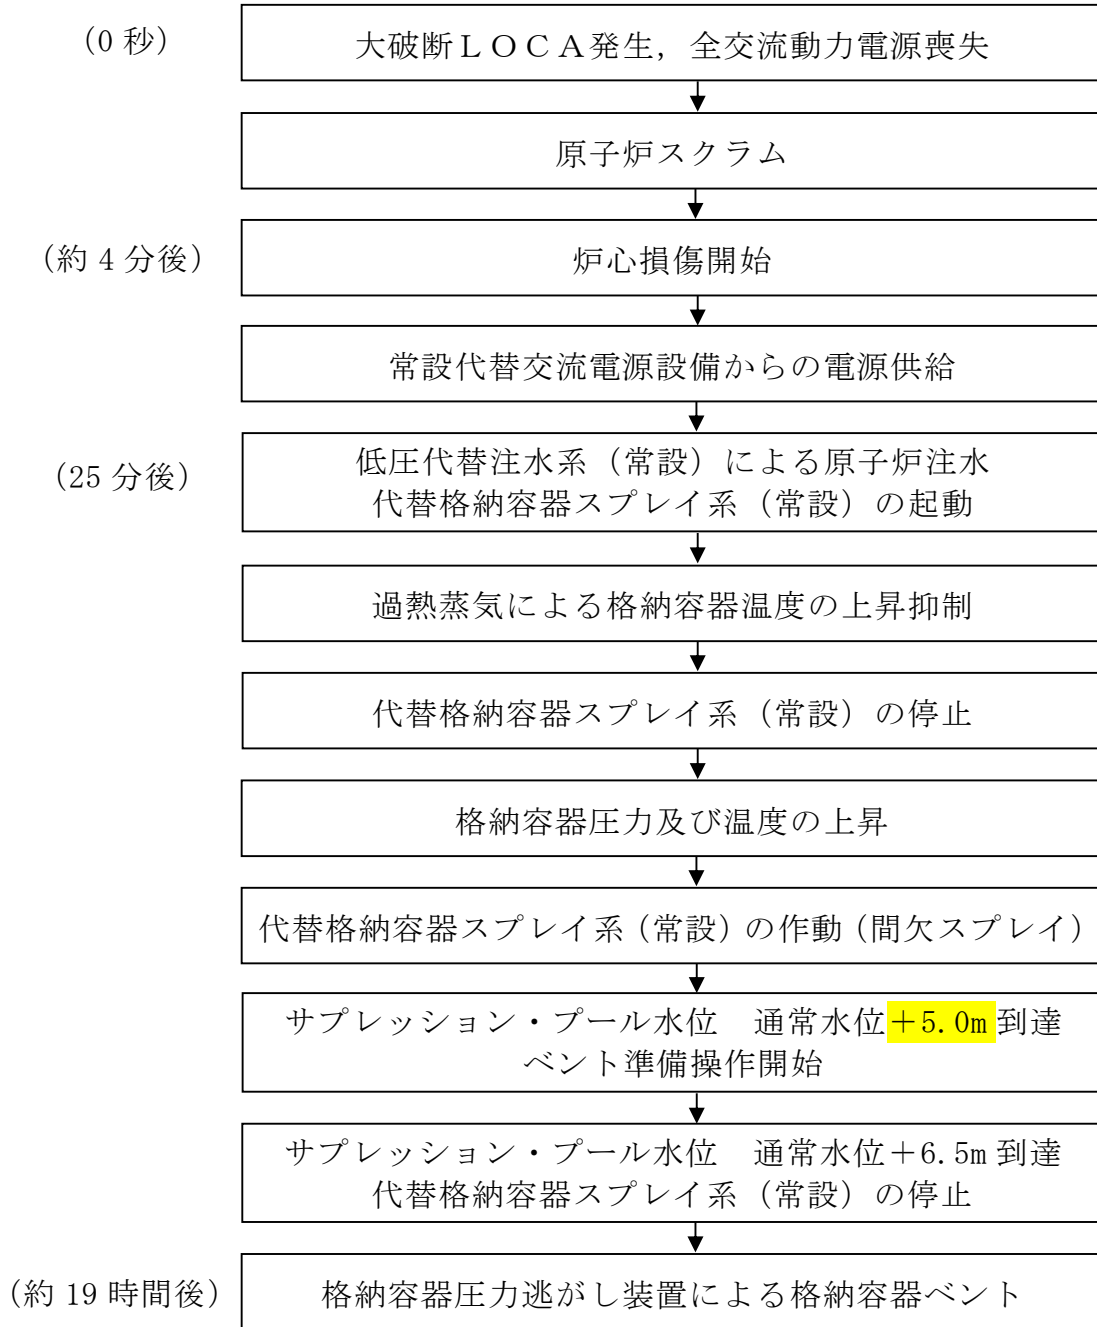 (0 秒)
大破断ＬＯＣＡ発生，全交流動力電源喪失
原子炉スクラム
(約 4 分後)
炉心損傷開始
常設代替交流電源設備からの電源供給
(25 分後)
低圧代替注水系（常設）による原子炉注水
代替格納容器スプレイ系（常設）の起動
過熱蒸気による格納容器温度の上昇抑制
代替格納容器スプレイ系（常設）の停止
格納容器圧力及び温度の上昇
代替格納容器スプレイ系（常設）の作動（間欠スプレイ）
サプレッション・プール水位　通常水位＋5.0m 到達
ベント準備操作開始
サプレッション・プール水位　通常水位＋6.5m 到達
代替格納容器スプレイ系（常設）の停止
(約 19 時間後)
格納容器圧力逃がし装置による格納容器ベント